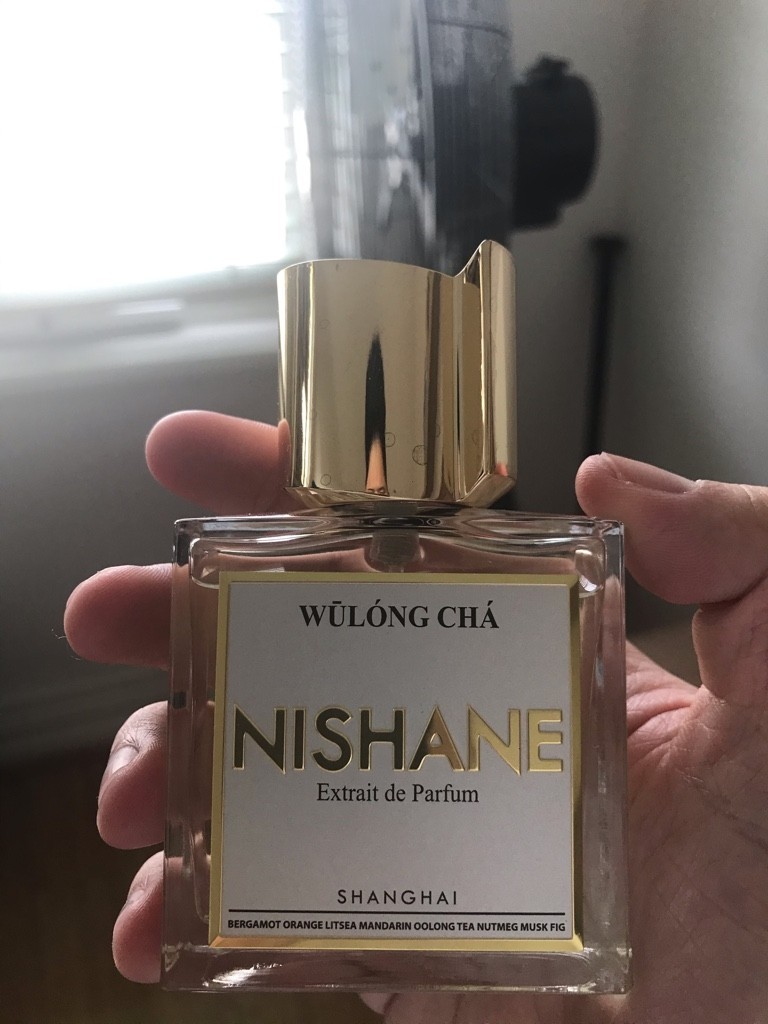 WŪLÓNG CHÁ
NISHANE
Extrait de Parfum
SHANGHAI
BERGAMOT ORANGE LITSEA MANDARIN OOLONG TEA NUTMEG MUSK FIG